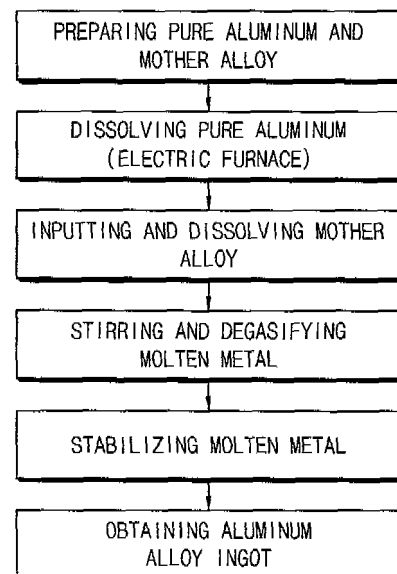 PREPARING PURE ALUMINUM AND
MOTHER ALLOY
DISSOLVING PURE ALUMINUM
(ELECTRIC FURNACE)
INPUTTING AND DISSOLVING MOTHER
ALLOY
STIRRING AND DEGASIFYING
MOLTEN METAL
STABILIZING MOLTEN METAL
OBTAINING ALUMINUM
ALLOY INGOT